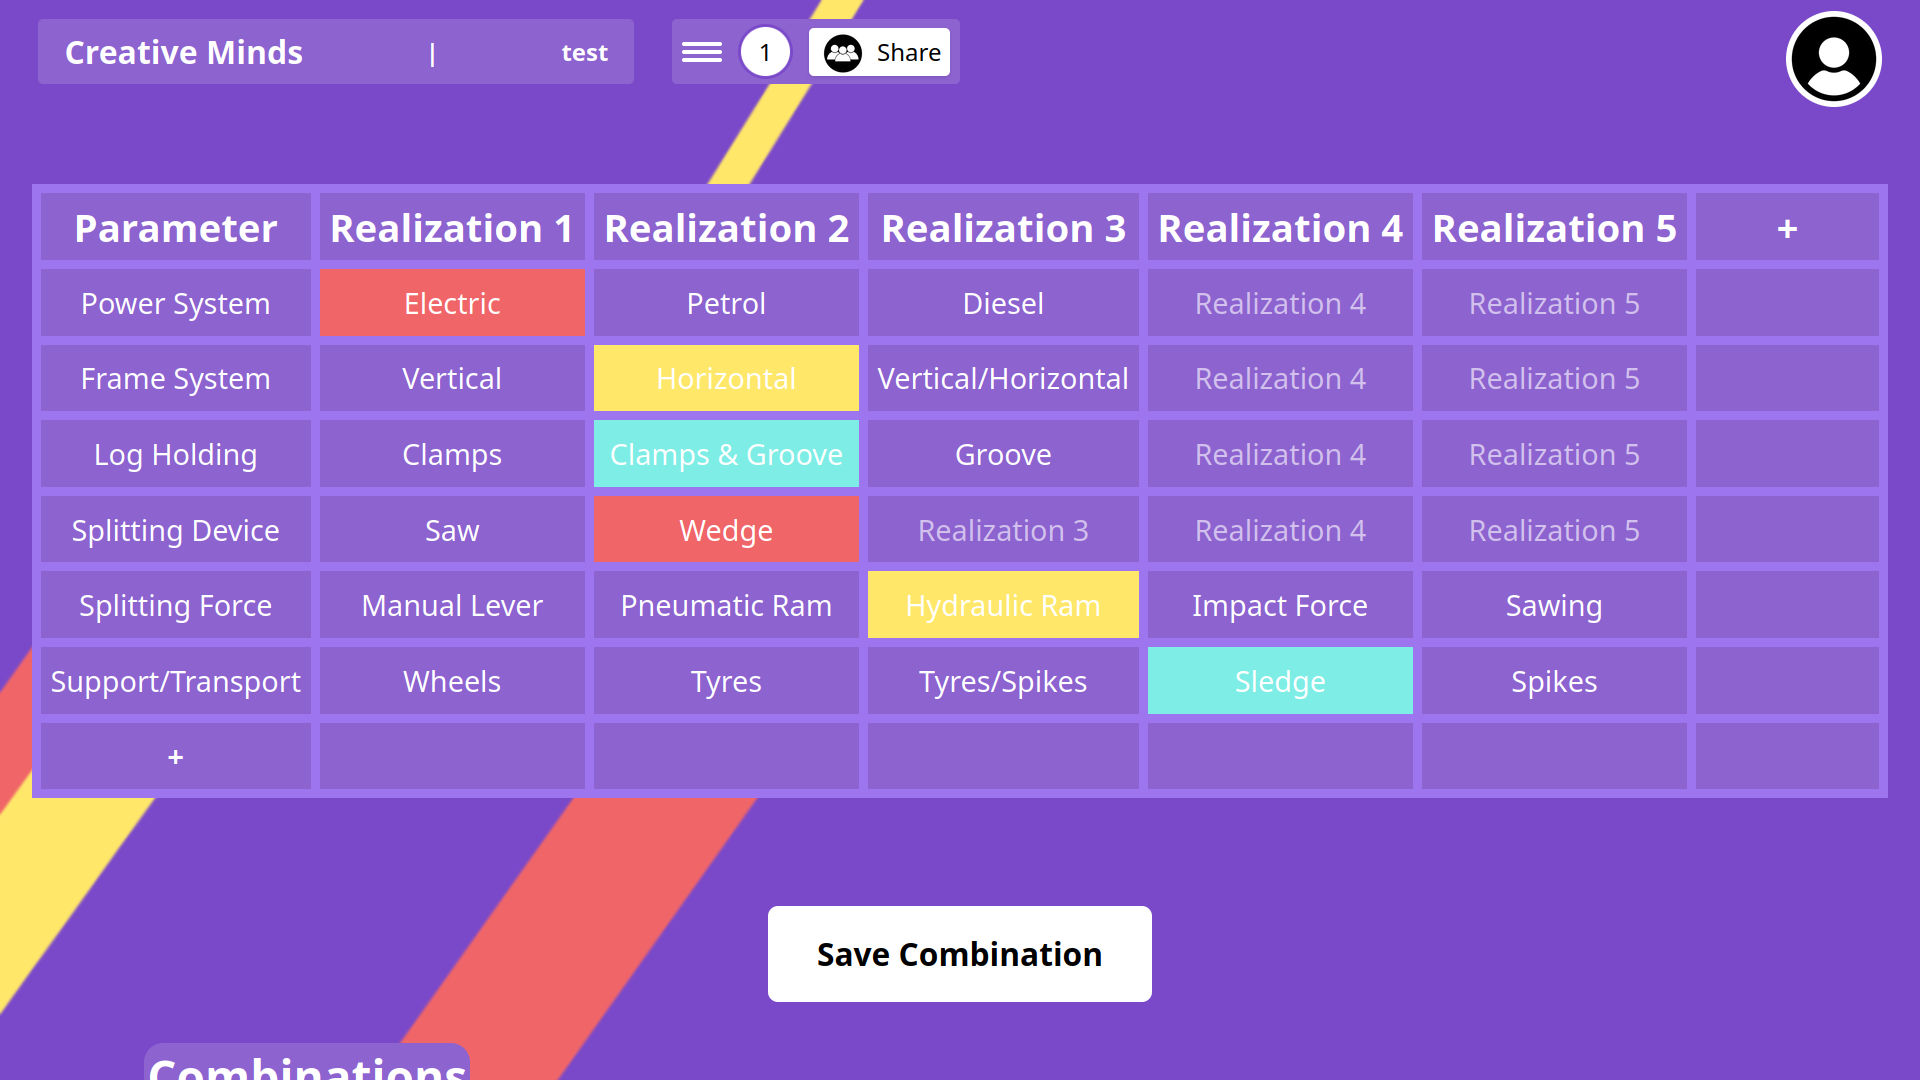 Creative Minds | test 1 Share
Parameter Realization 1 Realization 2 Realization 3 Realization 4 Realization 5 +
Power System Electric Petrol Diesel Realization 4 Realization 5
Frame System Vertical Horizontal Vertical/Horizontal Realization 4 Realization 5
Log Holding Clamps Clamps & Groove Groove Realization 4 Realization 5
Splitting Device Saw Wedge Realization 3 Realization 4 Realization 5
Splitting Force Manual Lever Pneumatic Ram Hydraulic Ram Impact Force Sawing
Support/Transport Wheels Tyres Tyres/Spikes Sledge Spikes
+
Save Combination
Combinations